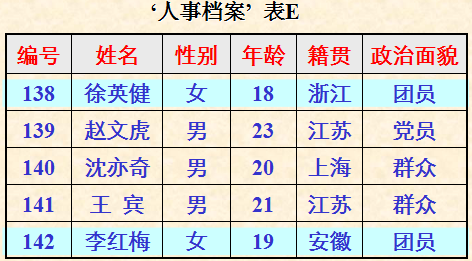 ‘人事档案’ 表E
编号 姓名 性别 年龄 籍贯 政治面貌
138 徐英健 女 18 浙江 团员
139 赵文虎 男 23 江苏 党员
140 沈亦奇 男 20 上海 群众
141 王 宾 男 21 江苏 群众
142 李红梅 女 19 安徽 团员